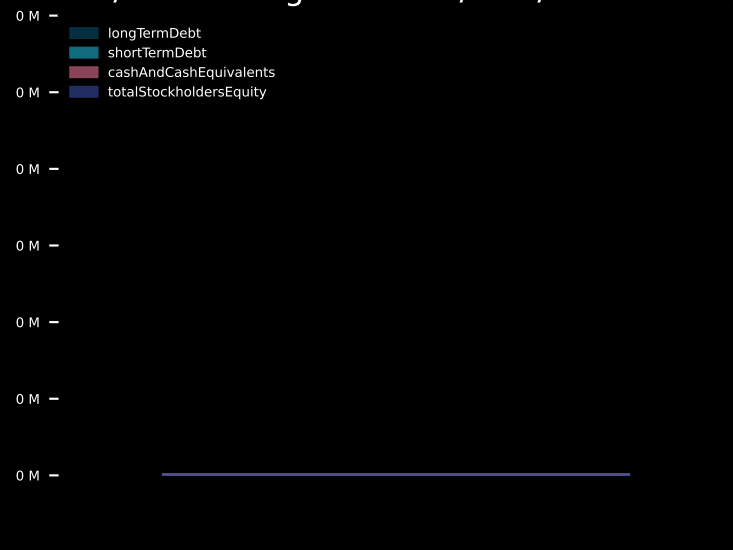 0 M
longTermDebt
shortTermDebt
cashAndCashEquivalents
totalStockholdersEquity
0 M
0 M
0 M
0 M
0 M
0 M